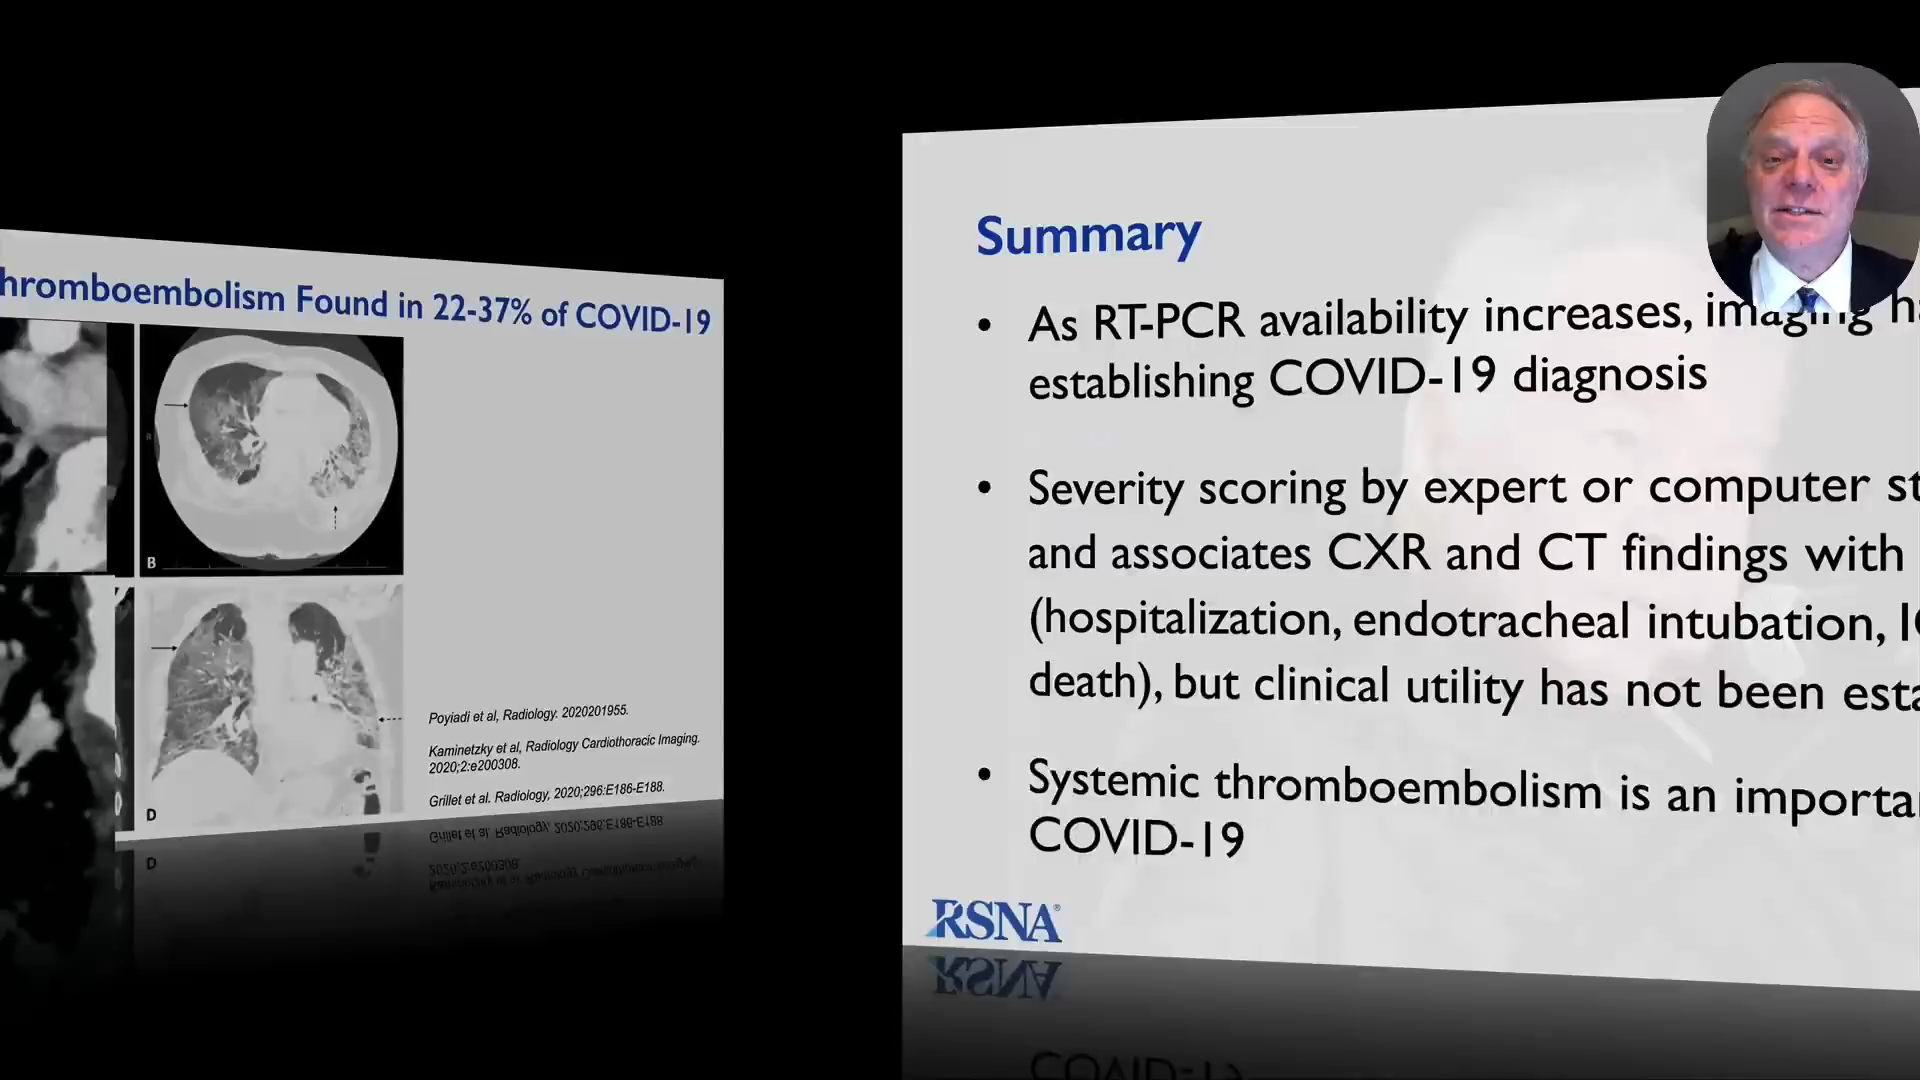 hromboembolism Found in 22-37% of COVID-19
B
D
Poyiadi et al, Radiology. 2020201955.
Kaminetzky et al, Radiology Cardiothoracic Imaging.
2020;2:e200308.
Grillet et al. Radiology, 2020;296:E186-E188.
Summary
• As RT-PCR availability increases, imaging ha
establishing COVID-19 diagnosis
• Severity scoring by expert or computer st
and associates CXR and CT findings with
(hospitalization, endotracheal intubation, IC
death), but clinical utility has not been esta
• Systemic thromboembolism is an importa
COVID-19
RSNA®